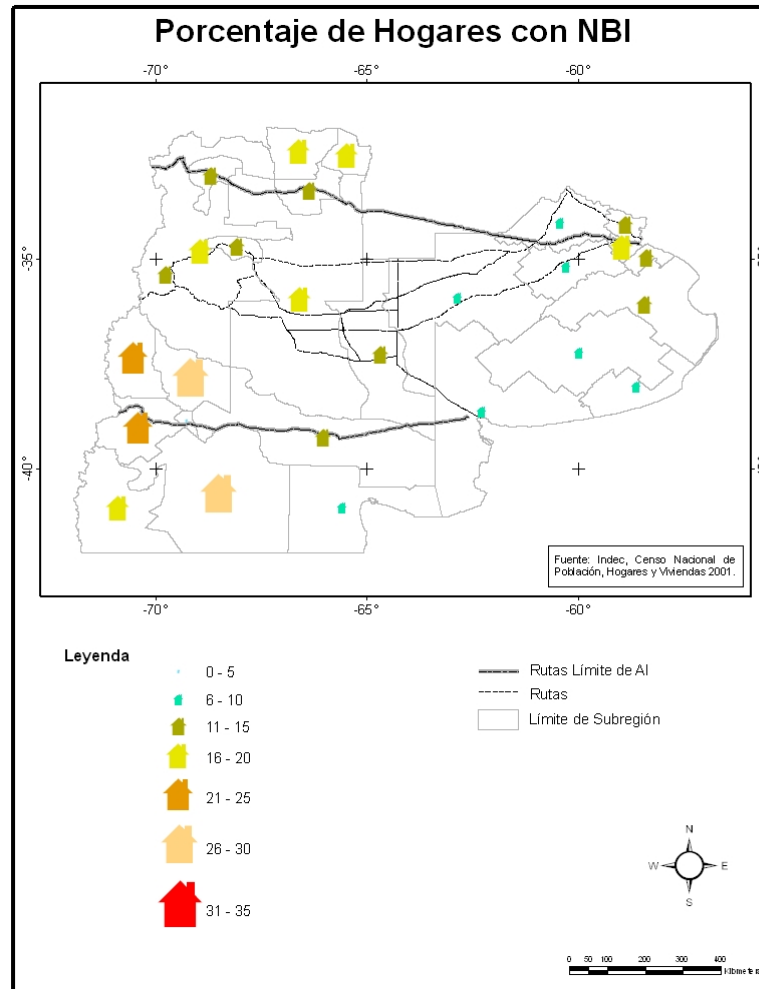 Porcentaje de Hogares con NBI
-70° -65° -60°
-35°
-40° -40°
-70° -65° -60°
Fuente: Indec, Censo Nacional de
Población, Hogares y Viviendas 2001.
Leyenda
0 - 5
6 - 10
11 - 15
16 - 20
21 - 25
26 - 30
31 - 35
Rutas Límite de AI
Rutas
Límite de Subregión
N
W E
S
0 50 100 200 300 400